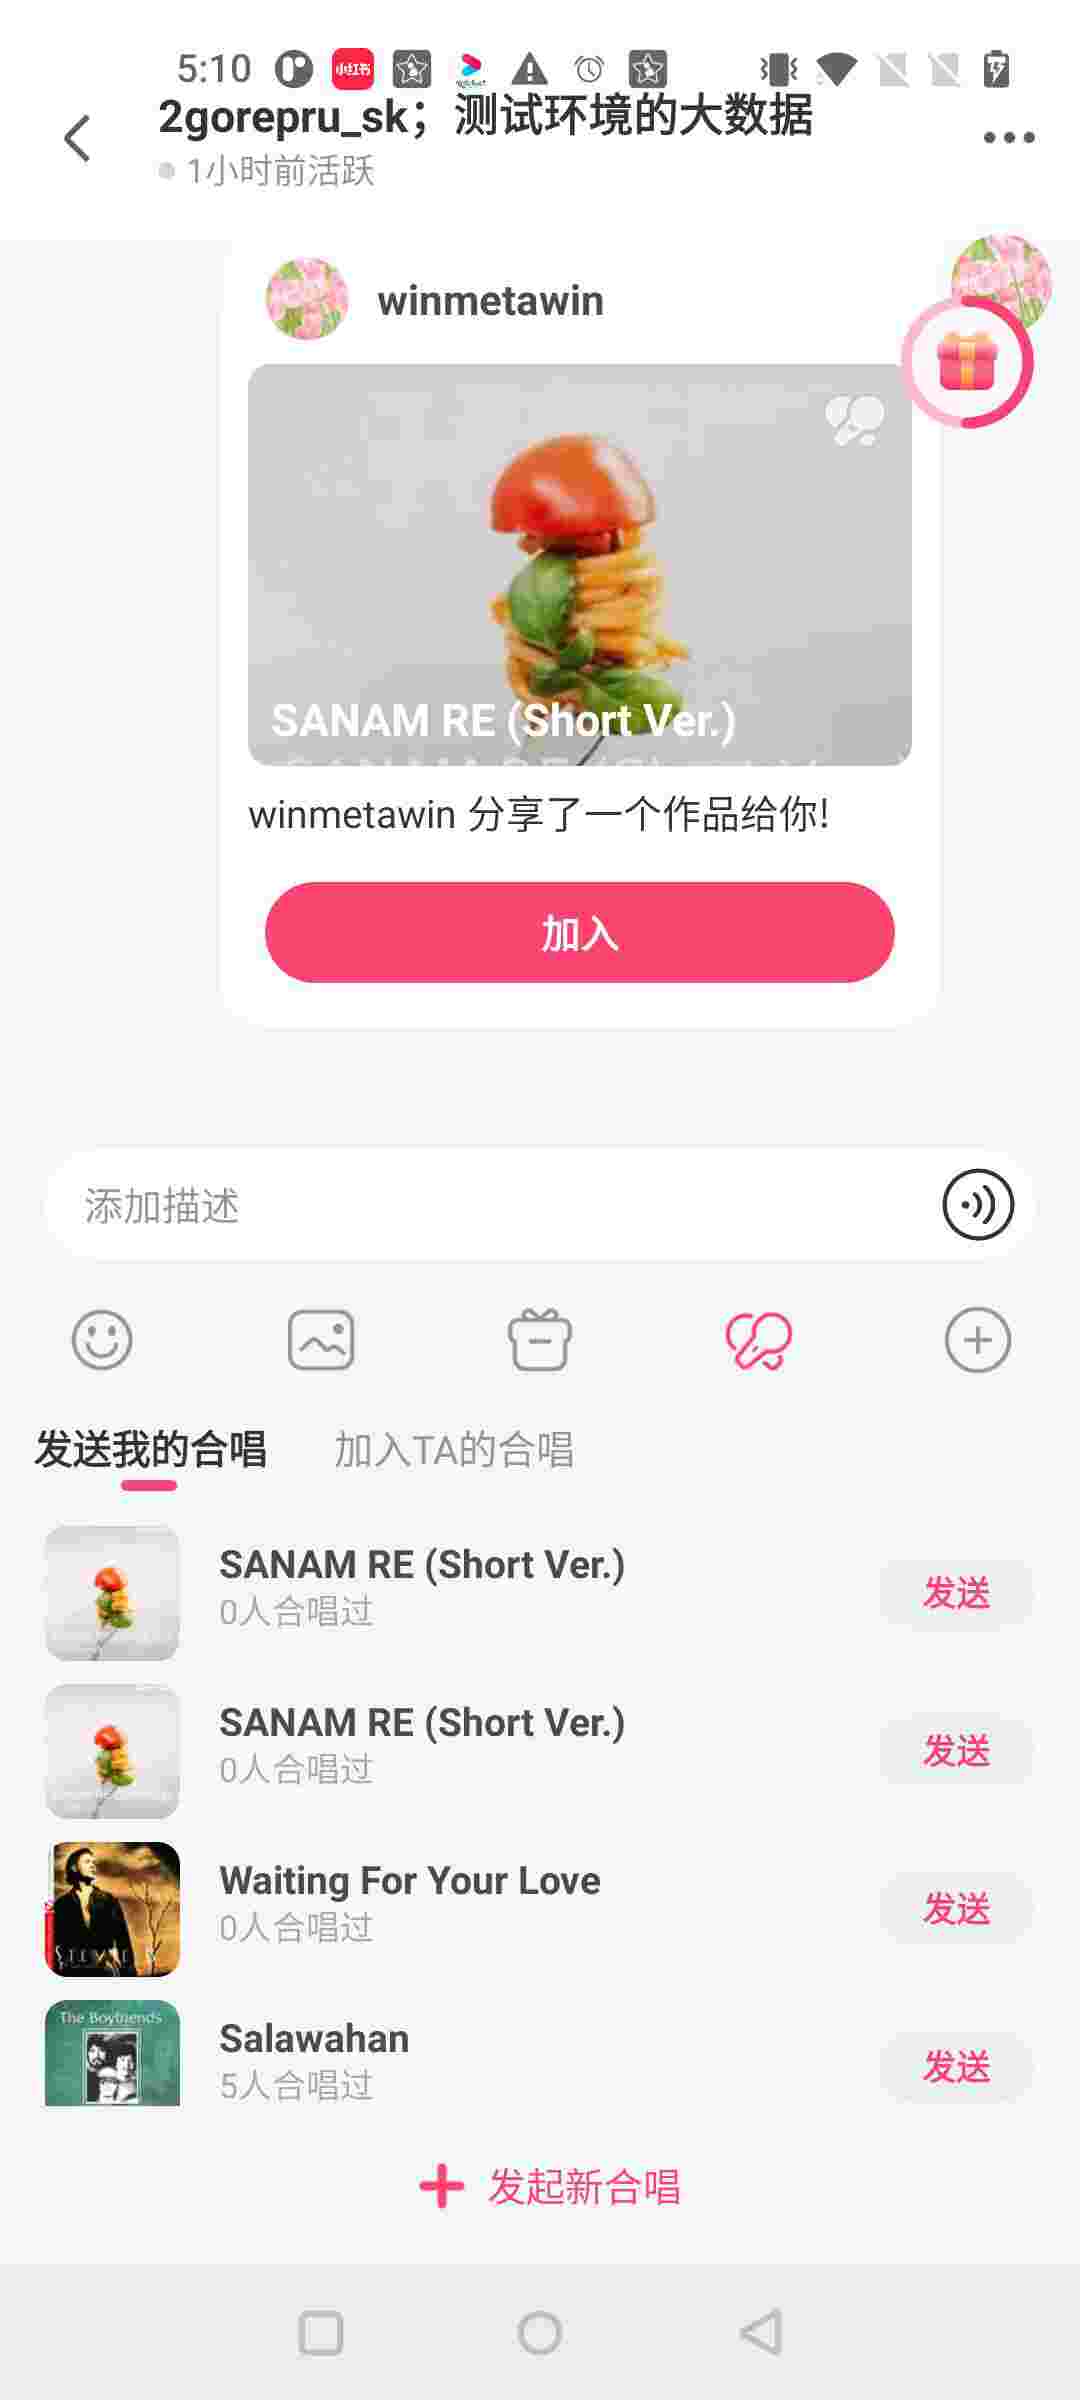 5:10
小红书
2gorepru_sk；测试环境的大数据
1小时前活跃
winmetawin
SANAM RE (Short Ver.)
winmetawin 分享了一个作品给你!
加入
添加描述
发送我的合唱
加入TA的合唱
SANAM RE (Short Ver.)
0人合唱过
发送
SANAM RE (Short Ver.)
0人合唱过
发送
Waiting For Your Love
0人合唱过
发送
The Boyfriends
Salawahan
5人合唱过
发送
发起新合唱